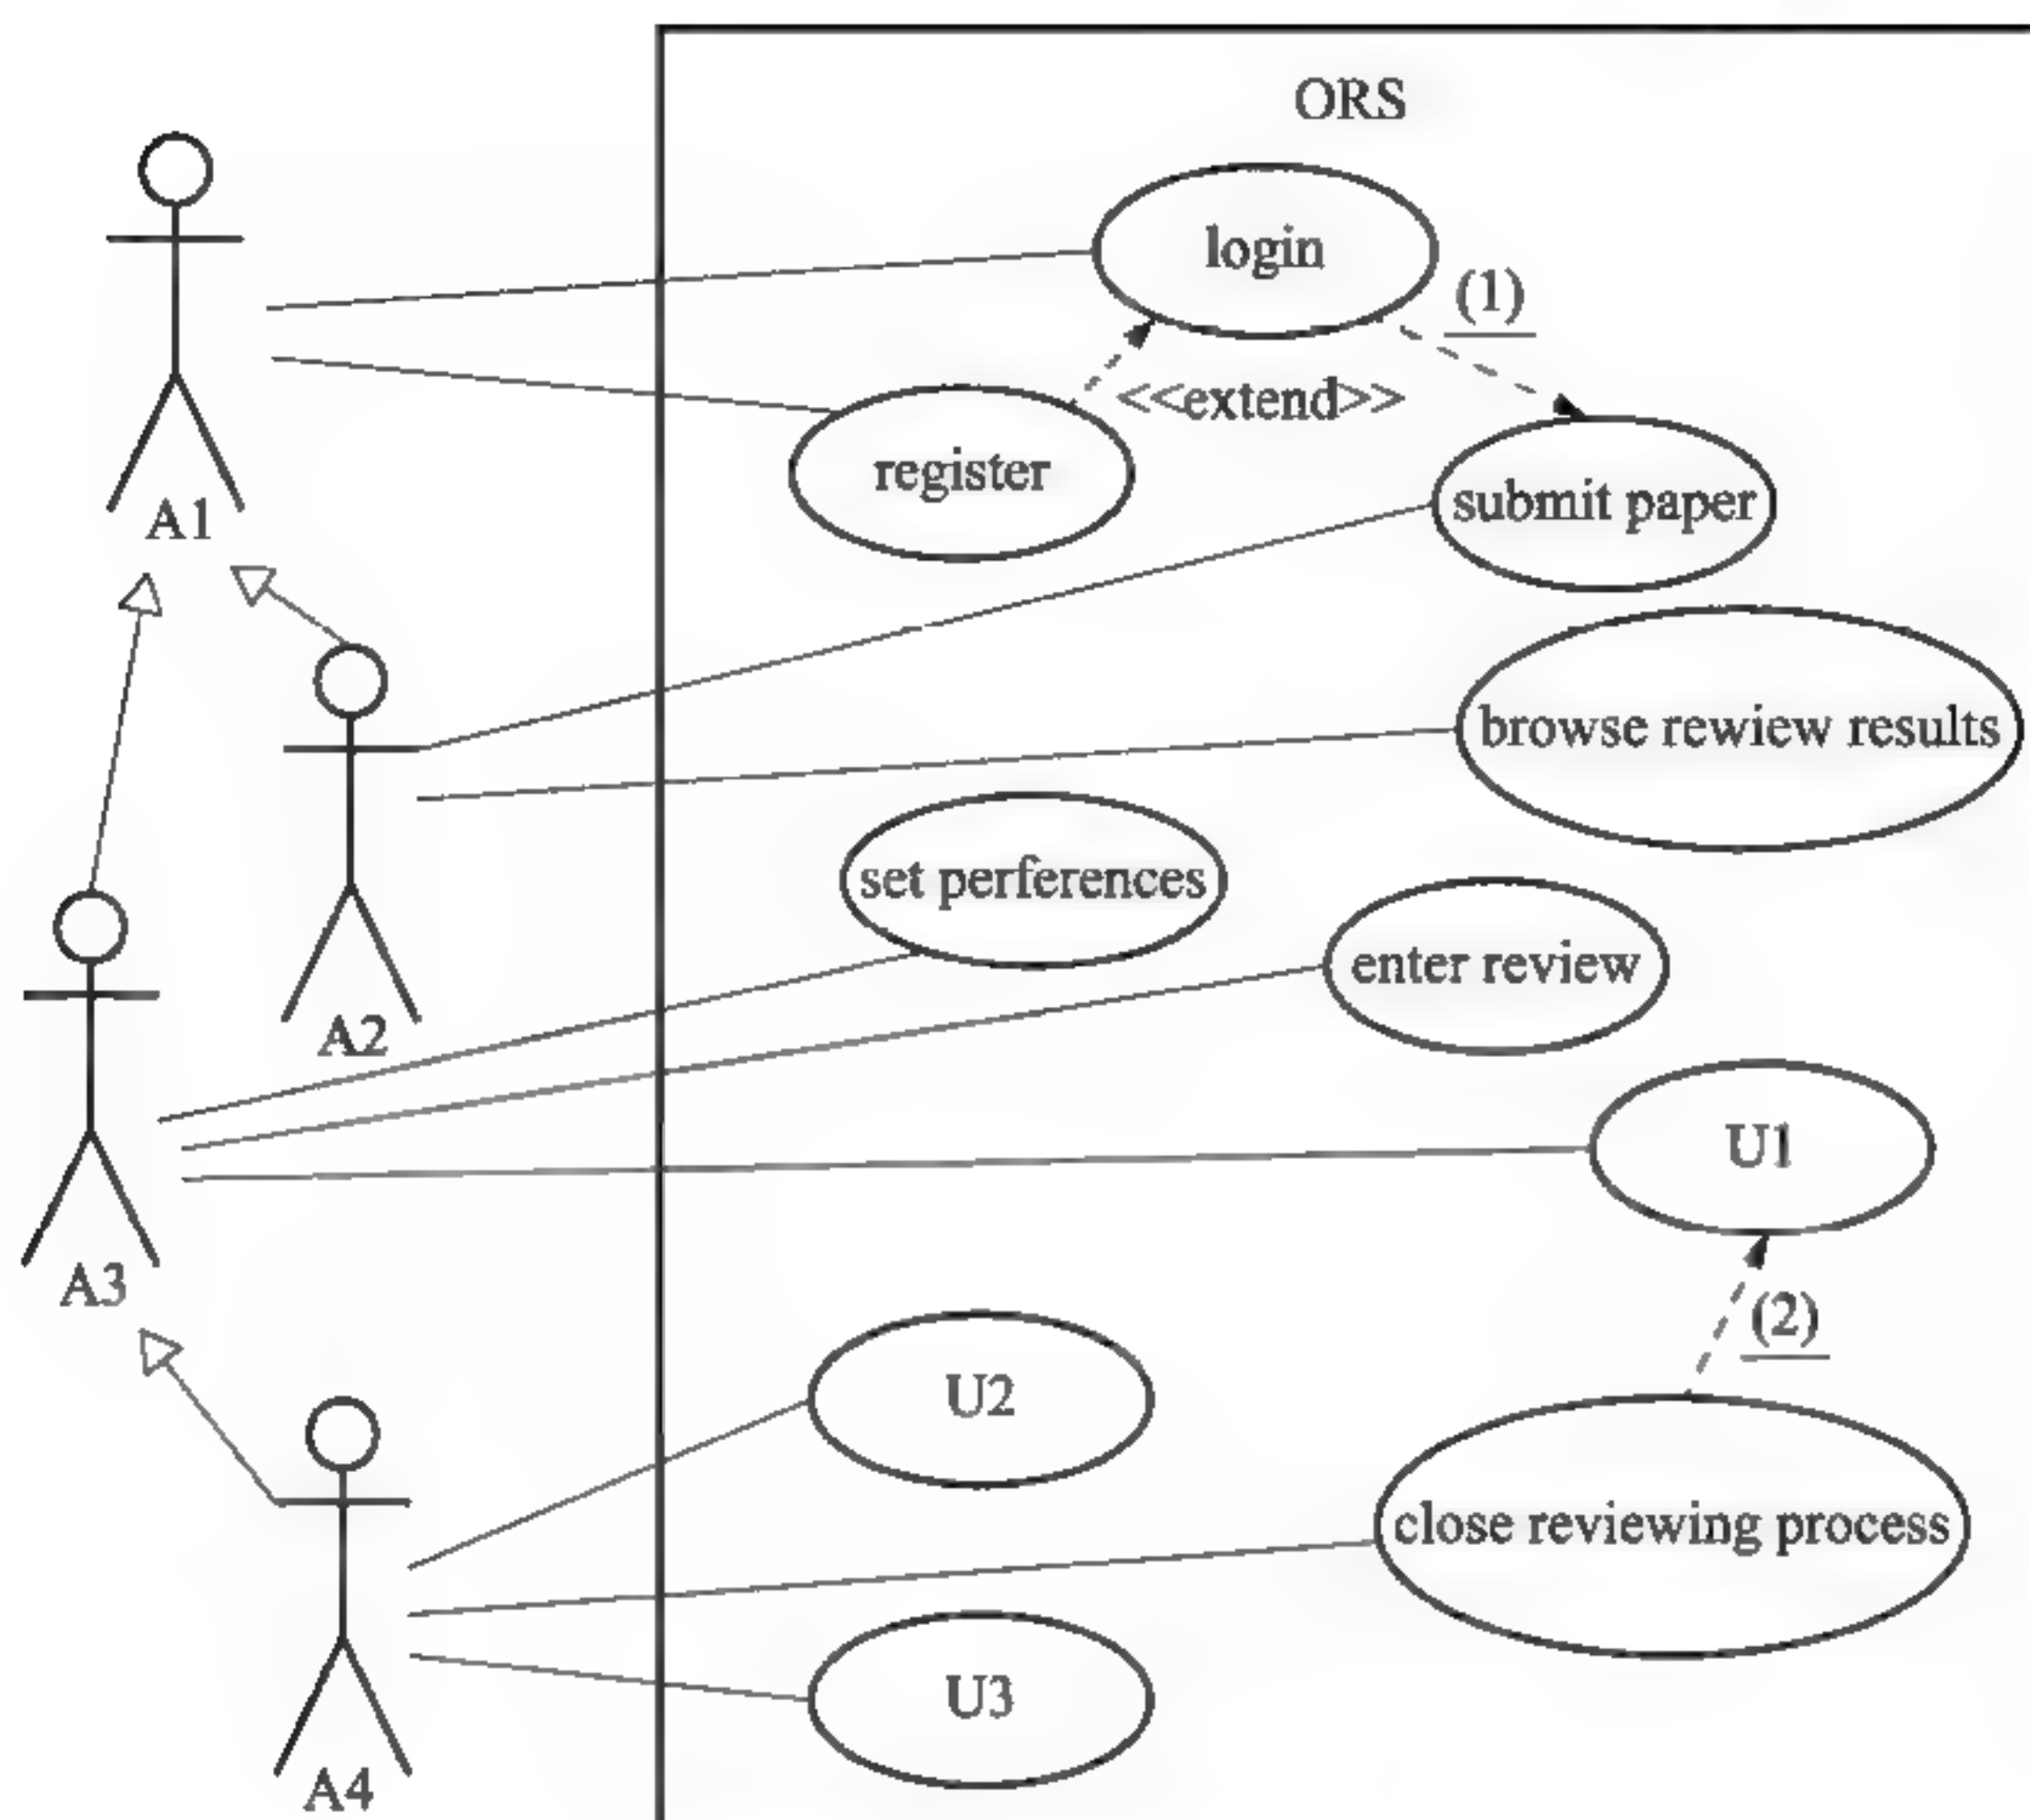 ORS
login
(1)
<<extend>>
register
submit paper
A1
browse rewiew results
set perferences
enter review
A2
U1
A3
(2)
U2
close reviewing process
U3
A4